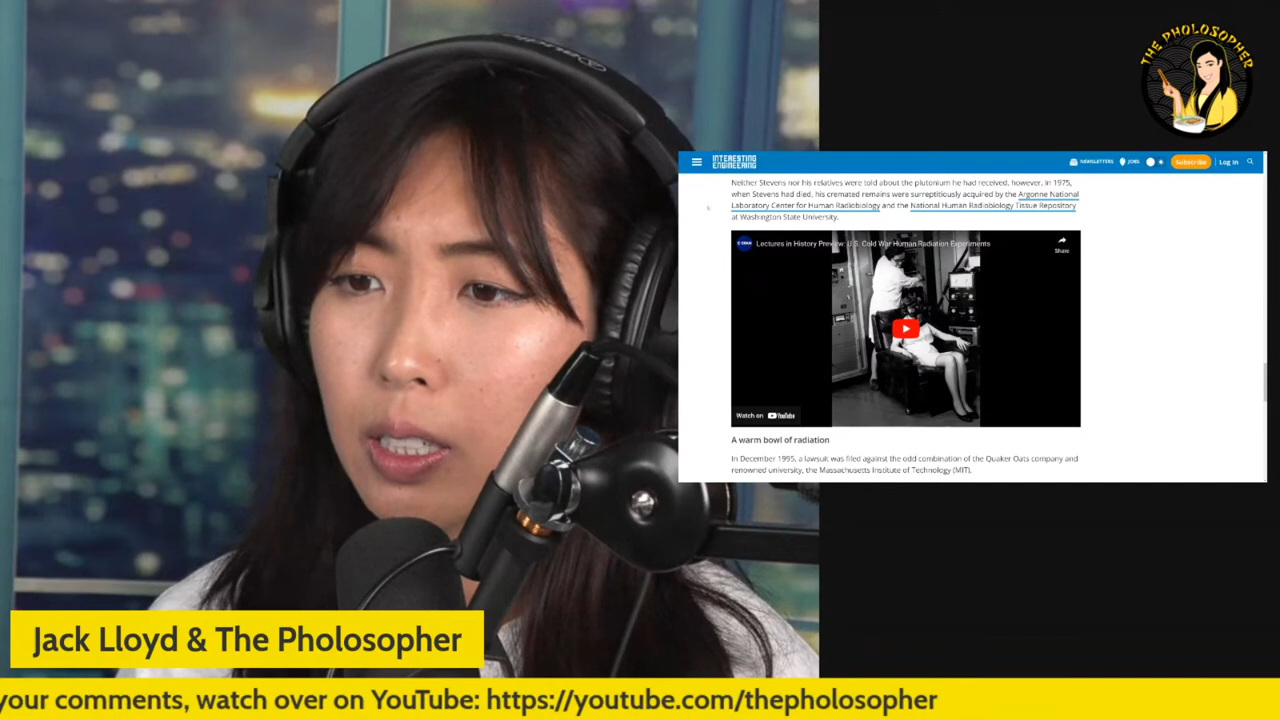 THE PHOLOSOPHER
INTERESTING
ENGINEERING
NEWSLETTERS
JOBS
Subscribe
Log In
Neither Stevens nor his relatives were told about the plutonium he had received, however, in 1975,
when Stevens had died, his cremated remains were surreptitiously acquired by the Argonne National
Laboratory Center for Human Radiobiology and the National Human Radiobiology Tissue Repository
at Washington State University.
C-SPAN
Lectures in History Preview: U.S. Cold War Human Radiation Experiments
Share
Watch on YouTube
A warm bowl of radiation
In December 1995, a lawsuit was filed against the odd combination of the Quaker Oats company and
renowned university, the Massachusetts Institute of Technology (MIT).
Jack Lloyd & The Pholosopher
your comments, watch over on YouTube: https://youtube.com/thepholosopher